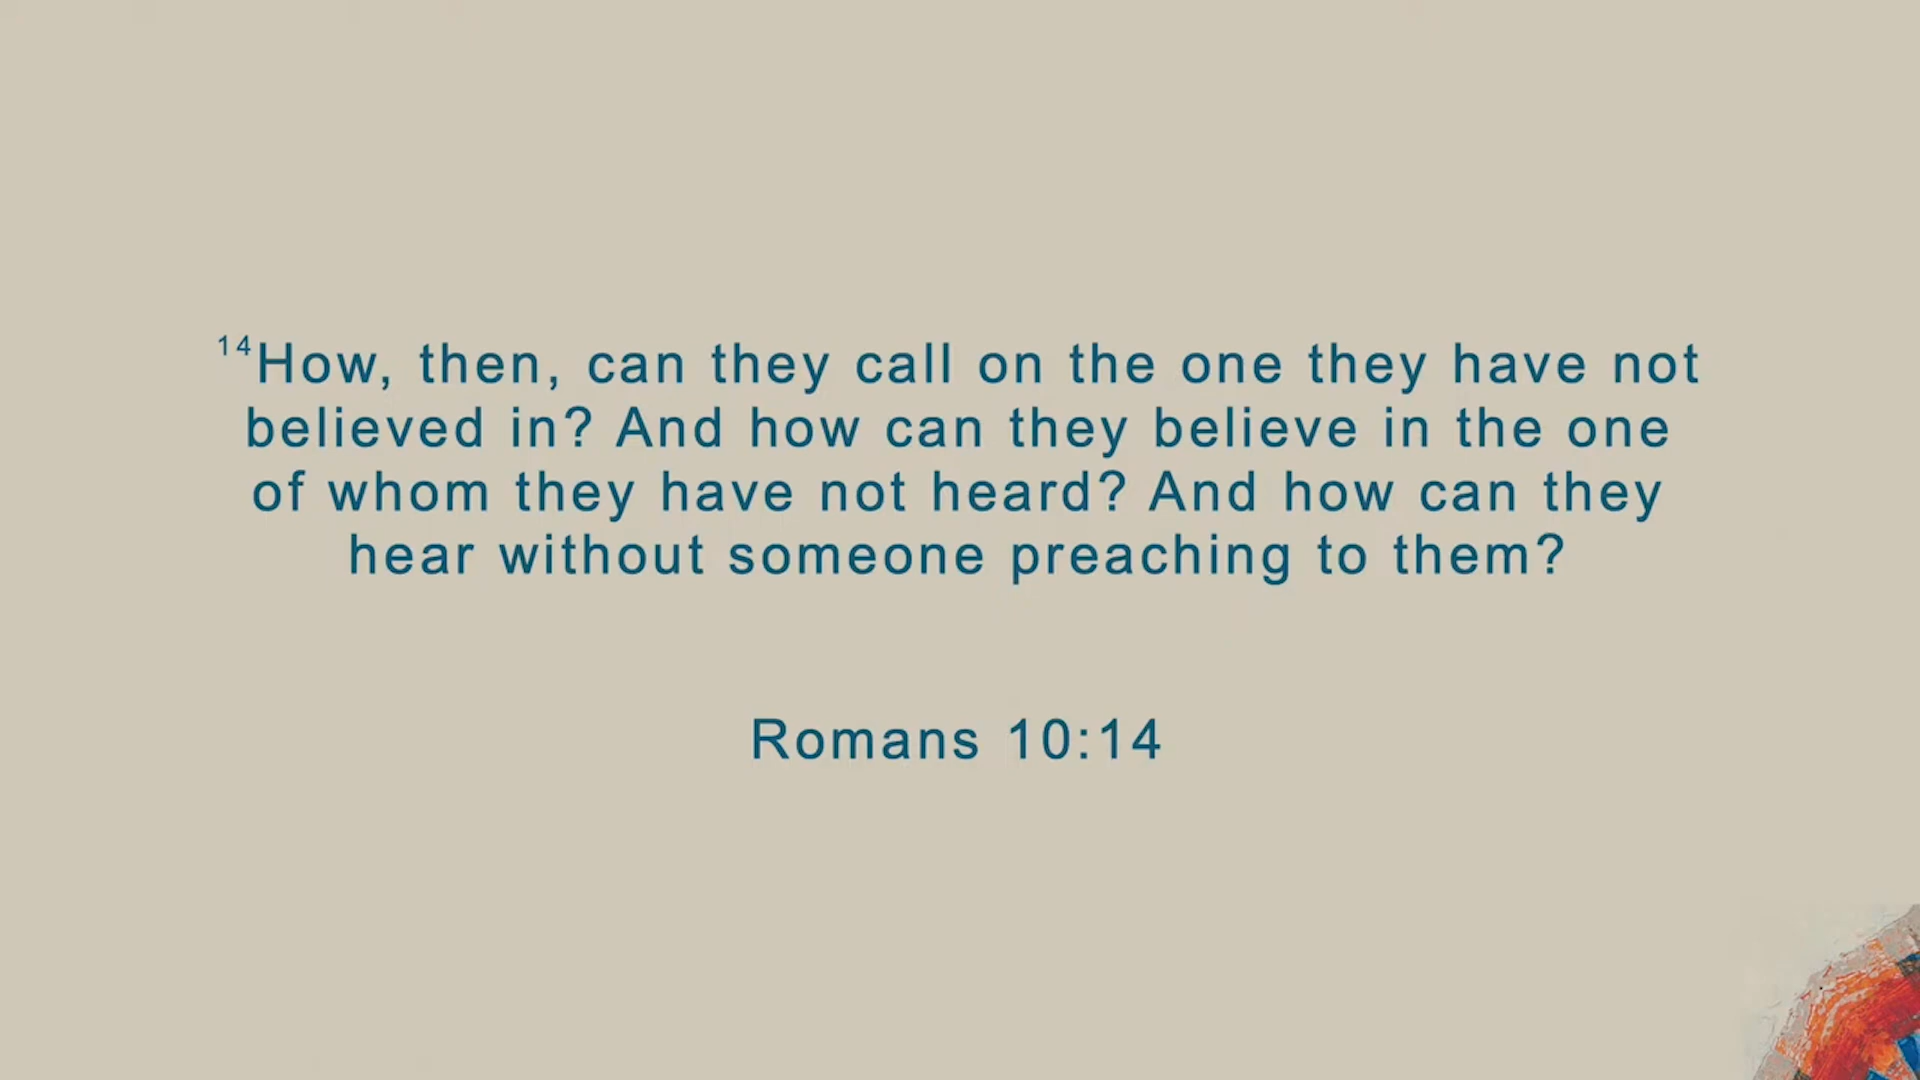 14How, then, can they call on the one they have not
believed in? And how can they believe in the one
of whom they have not heard? And how can they
hear without someone preaching to them?
Romans 10:14